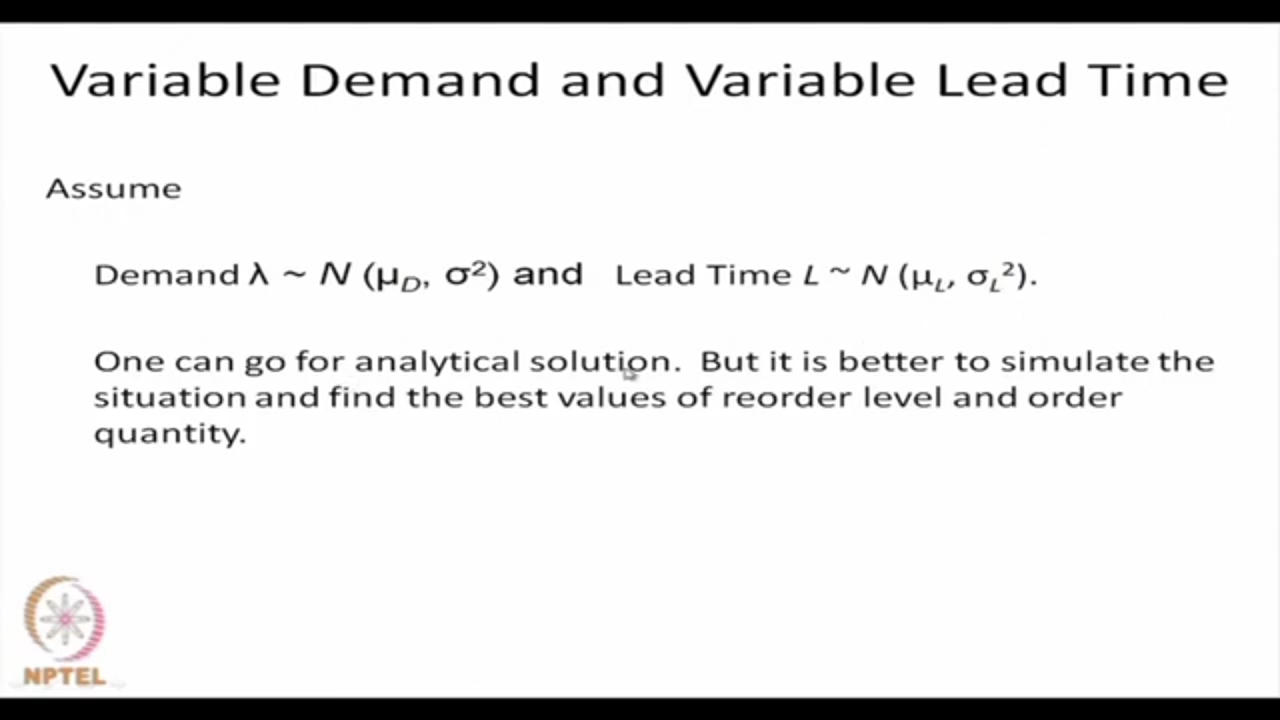 Variable Demand and Variable Lead Time
Assume
Demand λ ~ N (μD, σ²) and Lead Time L ~ N (μL, σL²).
One can go for analytical solution. But it is better to simulate the
situation and find the best values of reorder level and order
quantity.
NPTEL